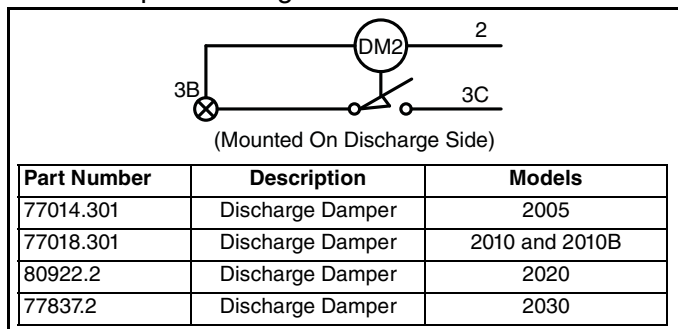 2
DM2
3B
3C
(Mounted On Discharge Side)
Part Number Description Models
77014.301 Discharge Damper 2005
77018.301 Discharge Damper 2010 and 2010B
80922.2 Discharge Damper 2020
77837.2 Discharge Damper 2030